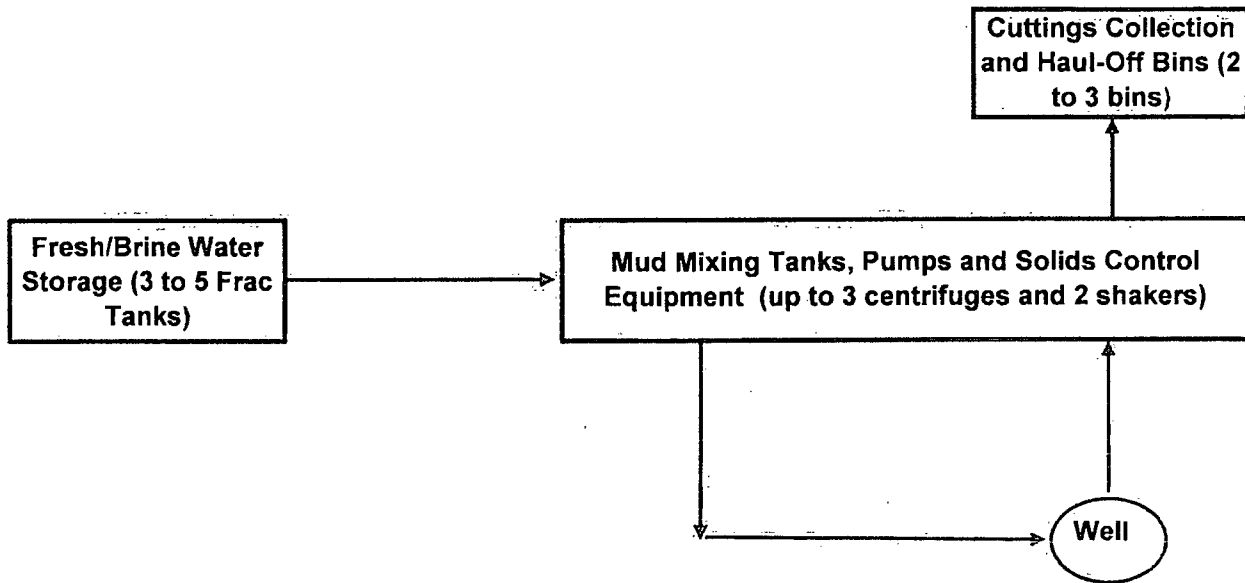 Cuttings Collection
and Haul-Off Bins (2
to 3 bins)
Fresh/Brine Water
Storage (3 to 5 Frac
Tanks)
Mud Mixing Tanks, Pumps and Solids Control
Equipment (up to 3 centrifuges and 2 shakers)
Well